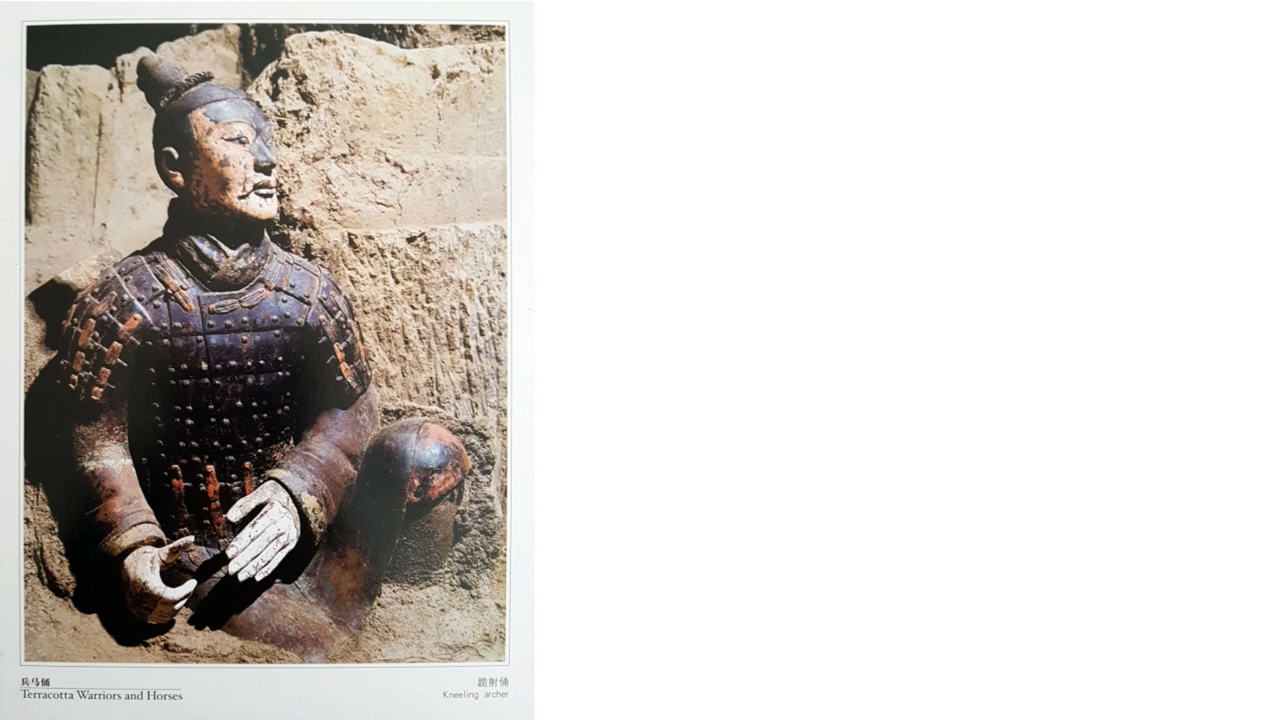 兵马俑
Terracotta Warriors and Horses
跪射俑
Kneeling archer